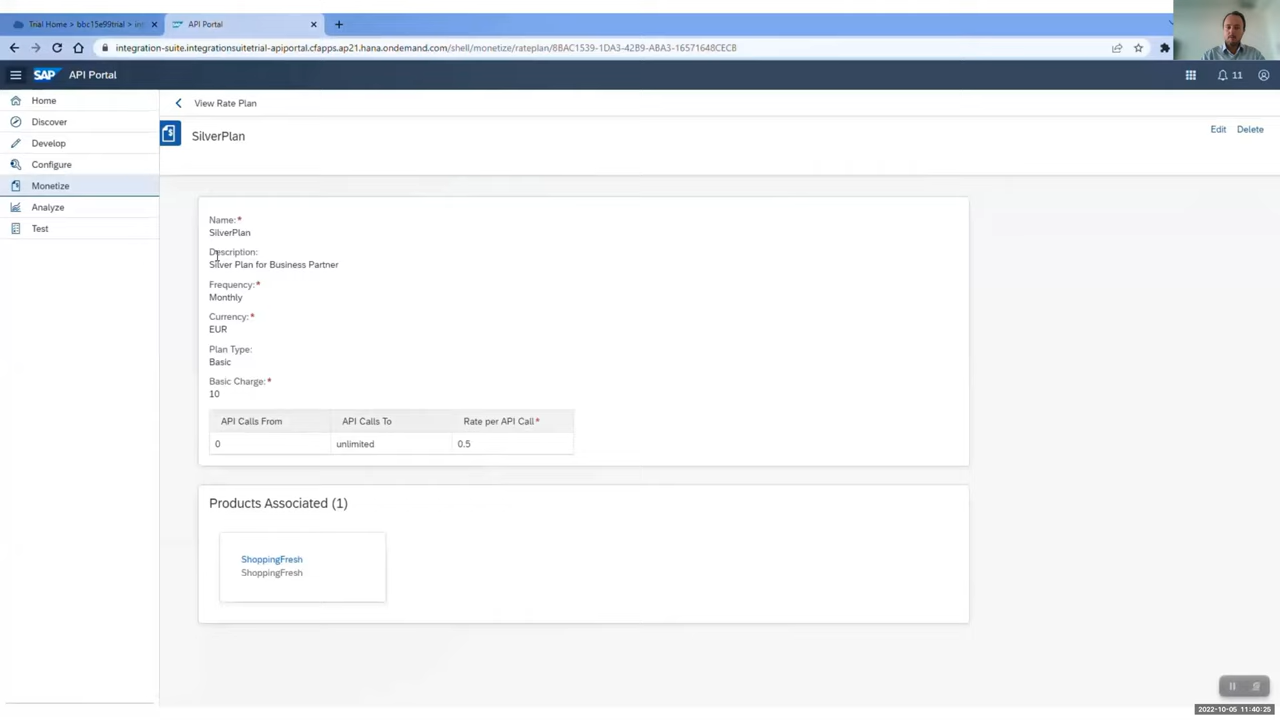 Trial Home > bbc15e99trial > in
API Portal
integration-suite.integrationsuitetrial-apiportal.cfapps.ap21.hana.ondemand.com/shell/monetize/rateplan/8BAC1539-1DA3-42B9-ABA3-16571648CECB
SAP API Portal
11
Home
Discover
Develop
Configure
Monetize
Analyze
Test
View Rate Plan
SilverPlan
Edit Delete
Name:*
SilverPlan
Description:
Silver Plan for Business Partner
Frequency:*
Monthly
Currency:*
EUR
Plan Type:
Basic
Basic Charge:*
10
API Calls From API Calls To Rate per API Call*
0 unlimited 0.5
Products Associated (1)
ShoppingFresh
ShoppingFresh
2022-10-05 11:40:25